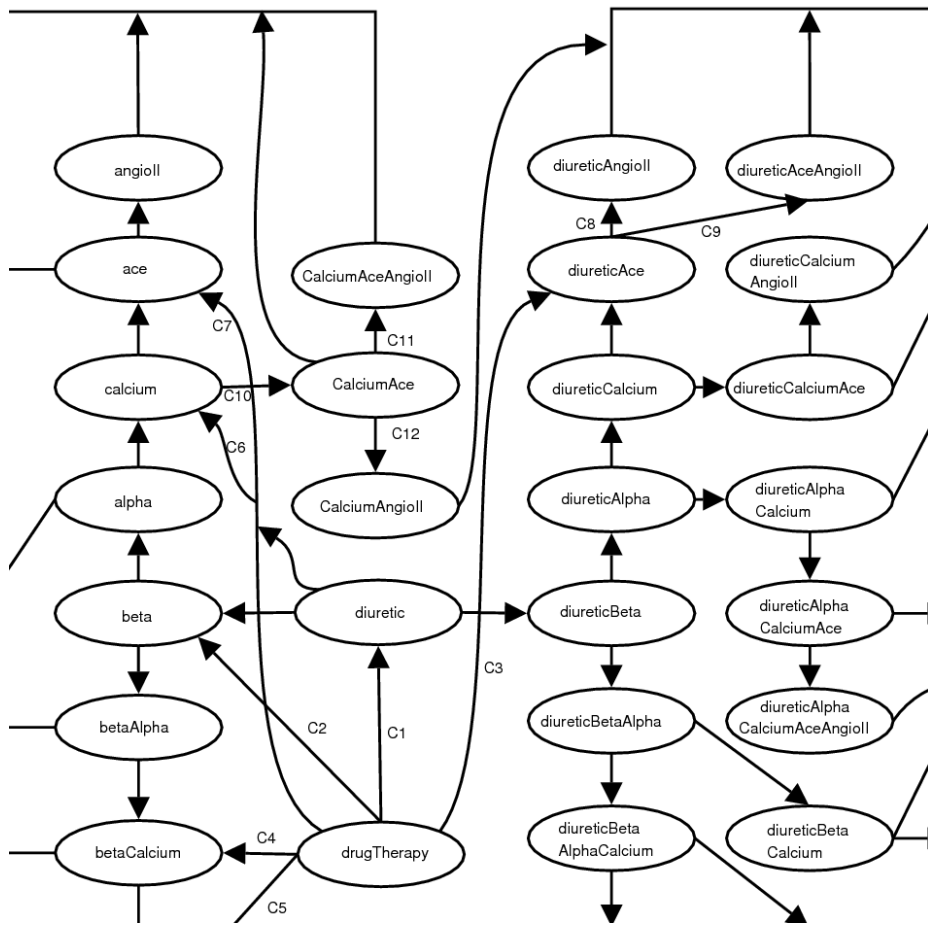 angioII
diureticAngioII
diureticAceAngioII
C8
C9
ace
CalciumAceAngioII
diureticAce
diureticCalcium
AngioII
C7
C11
calcium
C10
CalciumAce
diureticCalcium
diureticCalciumAce
C6
C12
alpha
CalciumAngioII
diureticAlpha
diureticAlpha
Calcium
beta
diuretic
diureticBeta
diureticAlpha
CalciumAce
C3
betaAlpha
C2
C1
diureticBetaAlpha
diureticAlpha
CalciumAceAngioII
betaCalcium
C4
drugTherapy
diureticBeta
AlphaCalcium
diureticBeta
Calcium
C5